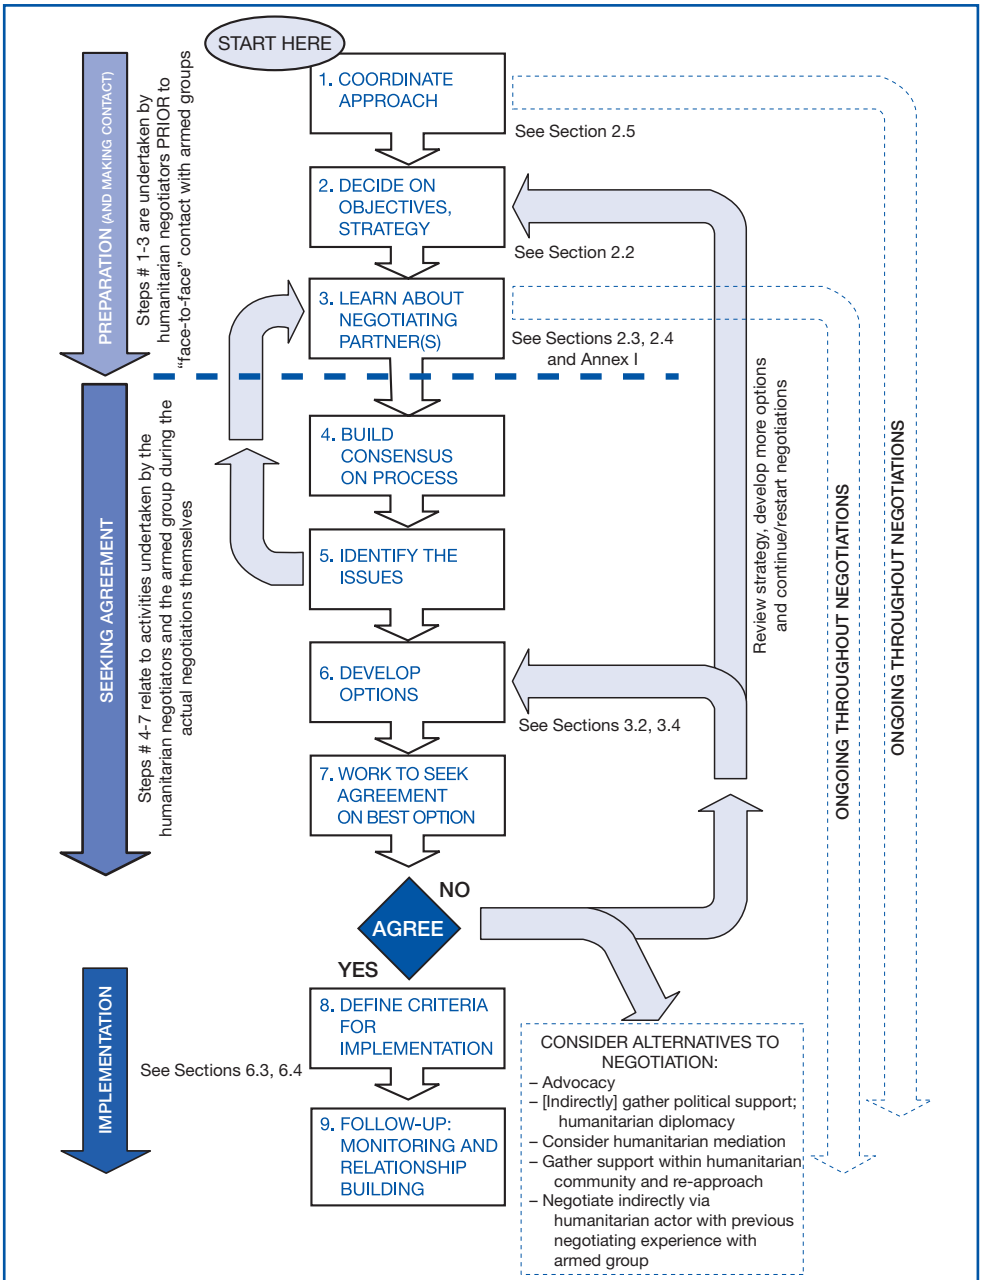 START HERE
PREPARATION (AND MAKING CONTACT)
Steps # 1-3 are undertaken by
humanitarian negotiators PRIOR to
“face-to-face” contact with armed groups
1. COORDINATE
APPROACH
See Section 2.5
2. DECIDE ON
OBJECTIVES,
STRATEGY
See Section 2.2
3. LEARN ABOUT
NEGOTIATING
PARTNER(S)
See Sections 2.3, 2.4
and Annex I
SEEKING AGREEMENT
Steps # 4-7 relate to activities undertaken by the
humanitarian negotiators and the armed group during the
actual negotiations themselves
4. BUILD
CONSENSUS
ON PROCESS
5. IDENTIFY THE
ISSUES
6. DEVELOP
OPTIONS
See Sections 3.2, 3.4
7. WORK TO SEEK
AGREEMENT
ON BEST OPTION
Review strategy, develop more options
and continue/restart negotiations
ONGOING THROUGHOUT NEGOTIATIONS
ONGOING THROUGHOUT NEGOTIATIONS
NO
AGREE
YES
IMPLEMENTATION
See Sections 6.3, 6.4
8. DEFINE CRITERIA
FOR
IMPLEMENTATION
9. FOLLOW-UP:
MONITORING AND
RELATIONSHIP
BUILDING
CONSIDER ALTERNATIVES TO
NEGOTIATION:
– Advocacy
– [Indirectly] gather political support;
humanitarian diplomacy
– Consider humanitarian mediation
– Gather support within humanitarian
community and re-approach
– Negotiate indirectly via
humanitarian actor with previous
negotiating experience with
armed group